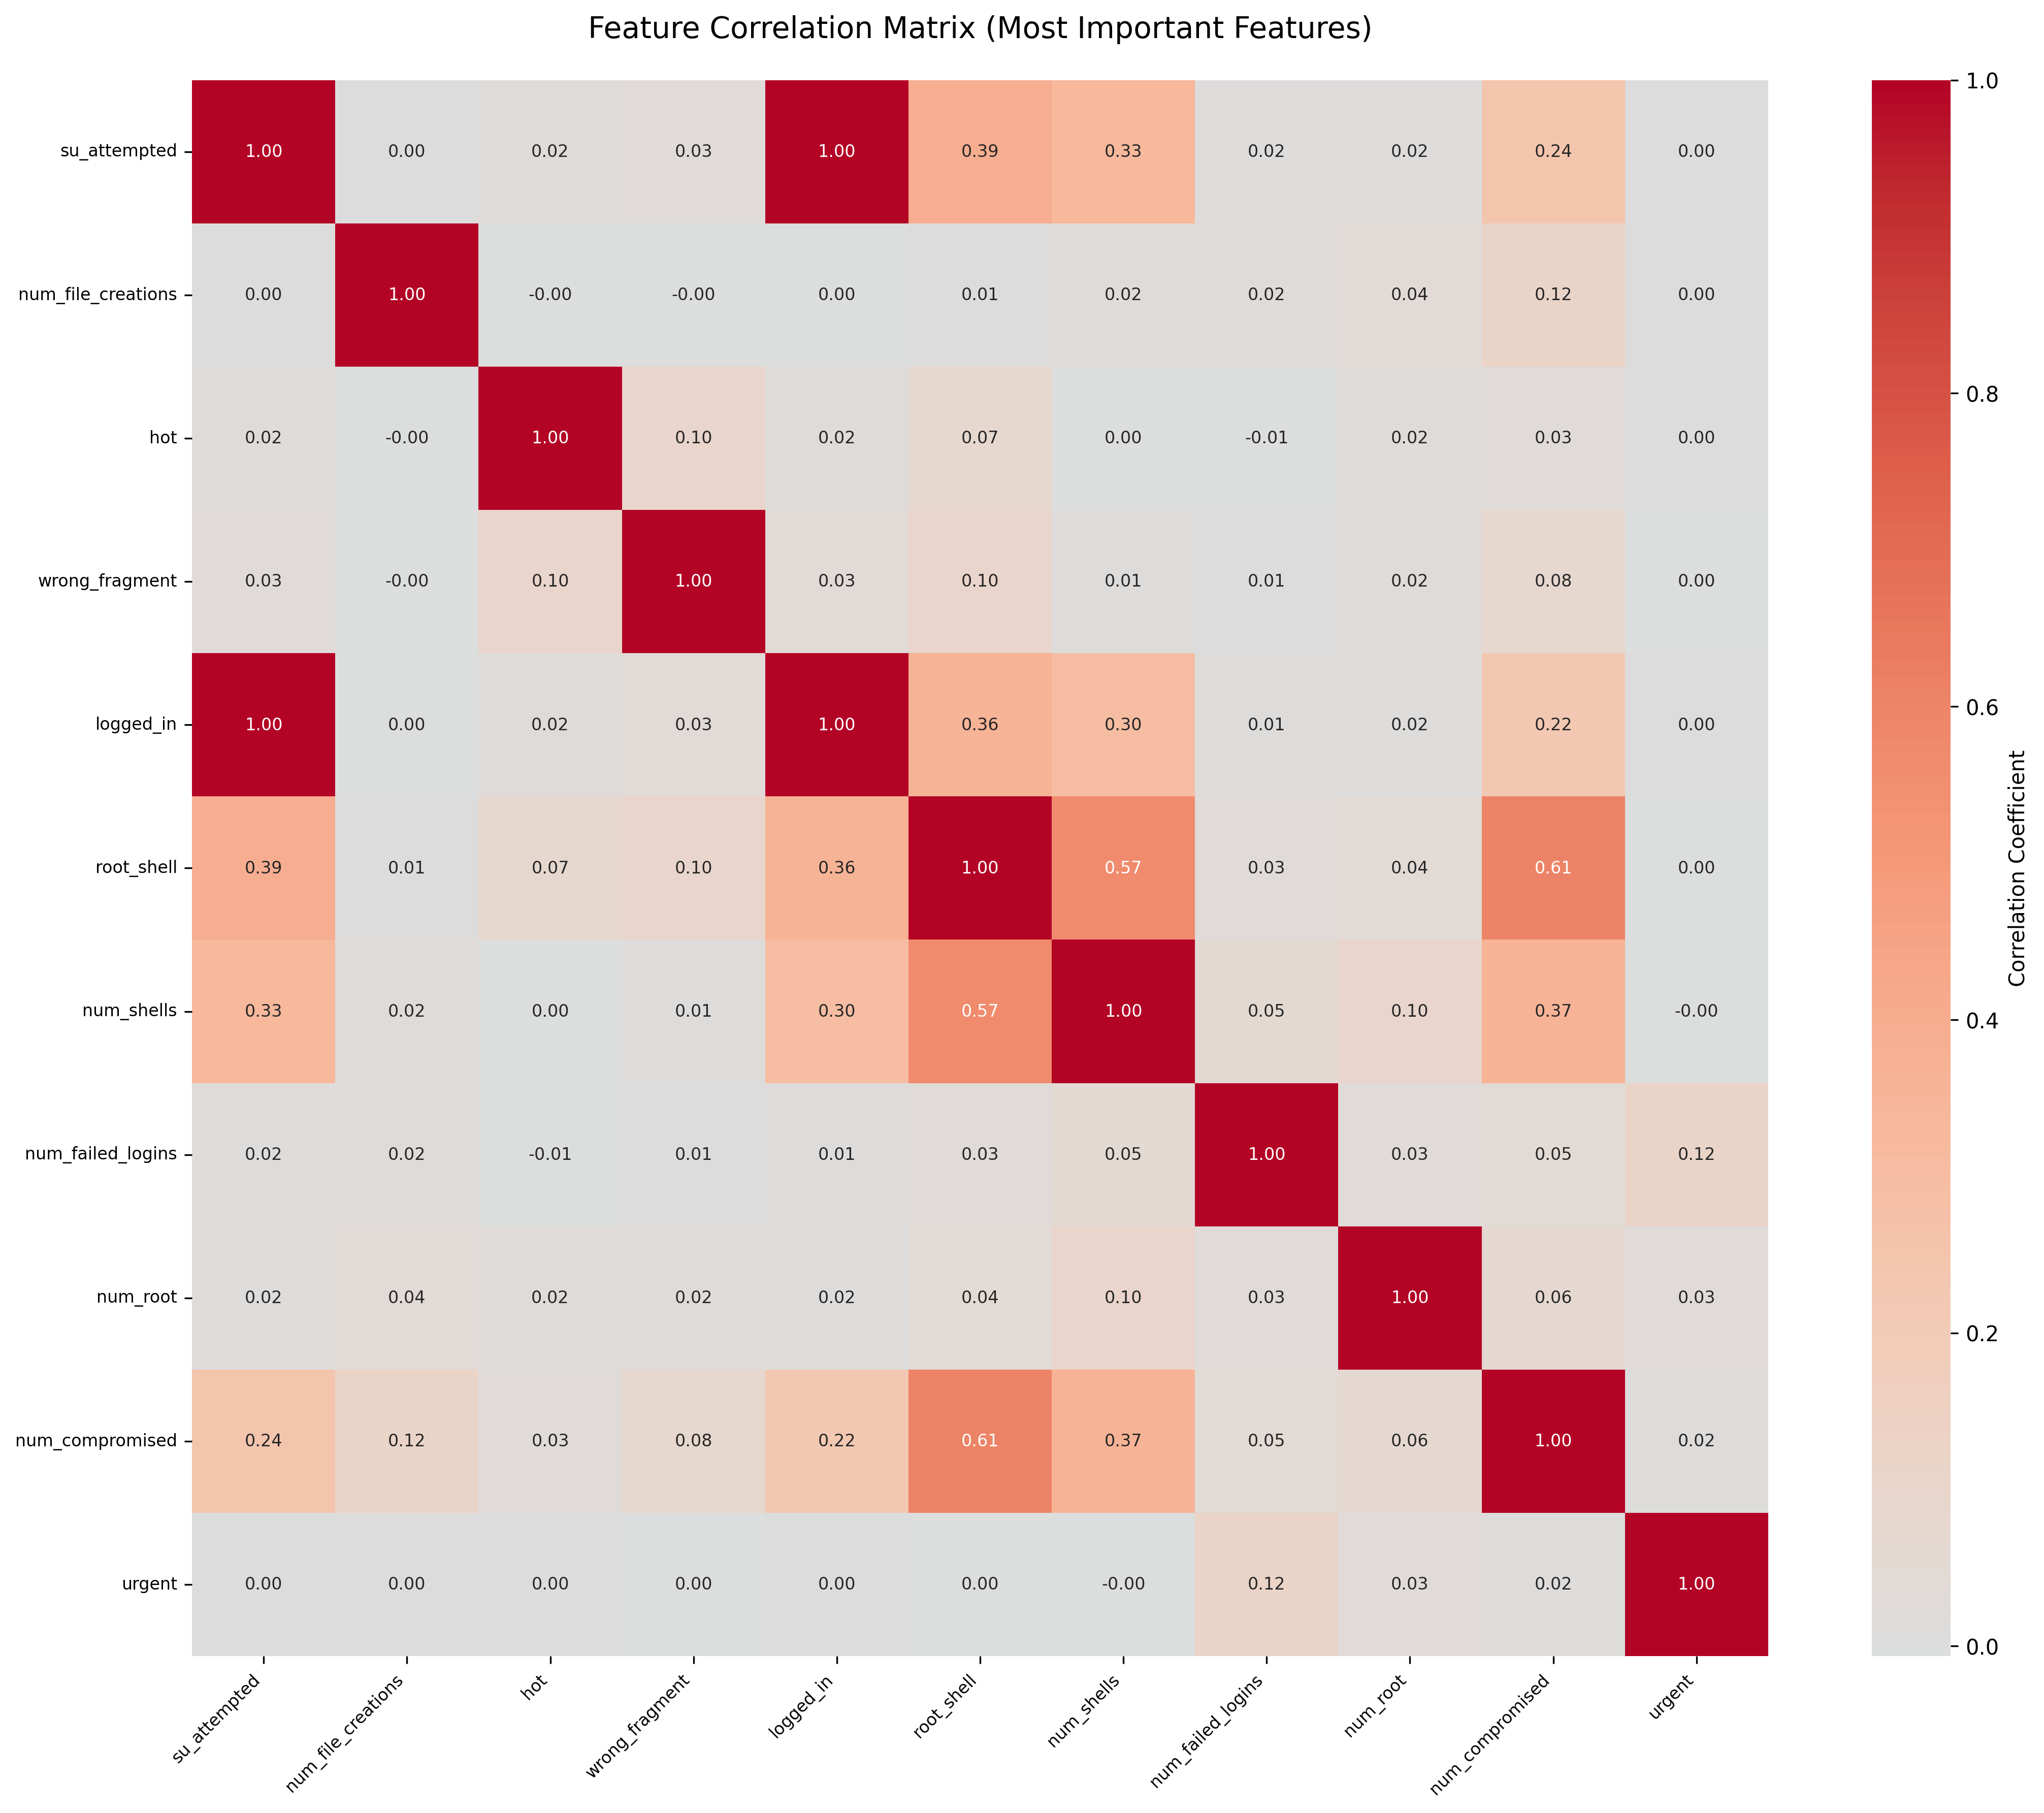 Feature Correlation Matrix (Most Important Features)
su_attempted 1.00 0.00 0.02 0.03 1.00 0.39 0.33 0.02 0.02 0.24 0.00
num_file_creations 0.00 1.00 -0.00 -0.00 0.00 0.01 0.02 0.02 0.04 0.12 0.00
hot 0.02 -0.00 1.00 0.10 0.02 0.07 0.00 -0.01 0.02 0.03 0.00
wrong_fragment 0.03 -0.00 0.10 1.00 0.03 0.10 0.01 0.01 0.02 0.08 0.00
logged_in 1.00 0.00 0.02 0.03 1.00 0.36 0.30 0.01 0.02 0.22 0.00
root_shell 0.39 0.01 0.07 0.10 0.36 1.00 0.57 0.03 0.04 0.61 0.00
num_shells 0.33 0.02 0.00 0.01 0.30 0.57 1.00 0.05 0.10 0.37 -0.00
num_failed_logins 0.02 0.02 -0.01 0.01 0.01 0.03 0.05 1.00 0.03 0.05 0.12
num_root 0.02 0.04 0.02 0.02 0.02 0.04 0.10 0.03 1.00 0.06 0.03
num_compromised 0.24 0.12 0.03 0.08 0.22 0.61 0.37 0.05 0.06 1.00 0.02
urgent 0.00 0.00 0.00 0.00 0.00 0.00 -0.00 0.12 0.03 0.02 1.00
su_attempted
num_file_creations
hot
wrong_fragment
logged_in
root_shell
num_shells
num_failed_logins
num_root
num_compromised
urgent
1.0
0.8
0.6
0.4
0.2
0.0
Correlation Coefficient